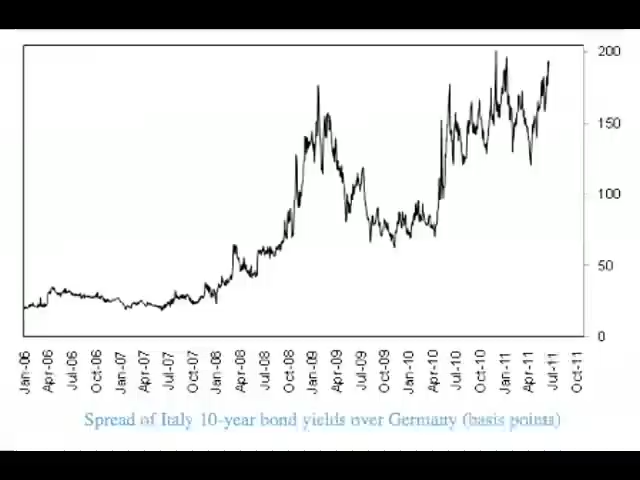 200
150
100
50
0
Jan-06 Apr-06 Jul-06 Oct-06 Jan-07 Apr-07 Jul-07 Oct-07 Jan-08 Apr-08 Jul-08 Oct-08 Jan-09 Apr-09 Jul-09 Oct-09 Jan-10 Apr-10 Jul-10 Oct-10 Jan-11 Apr-11 Jul-11 Oct-11
Spread of Italy 10-year bond yields over Germany (basis points)